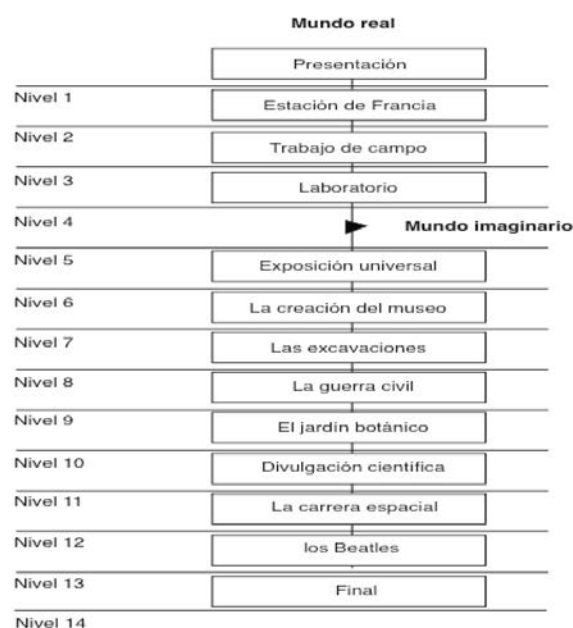 Mundo real
Presentación
Nivel 1
Estación de Francia
Nivel 2
Trabajo de campo
Nivel 3
Laboratorio
Nivel 4
Mundo imaginario
Nivel 5
Exposición universal
Nivel 6
La creación del museo
Nivel 7
Las excavaciones
Nivel 8
La guerra civil
Nivel 9
El jardín botánico
Nivel 10
Divulgación científica
Nivel 11
La carrera espacial
Nivel 12
los Beatles
Nivel 13
Final
Nivel 14